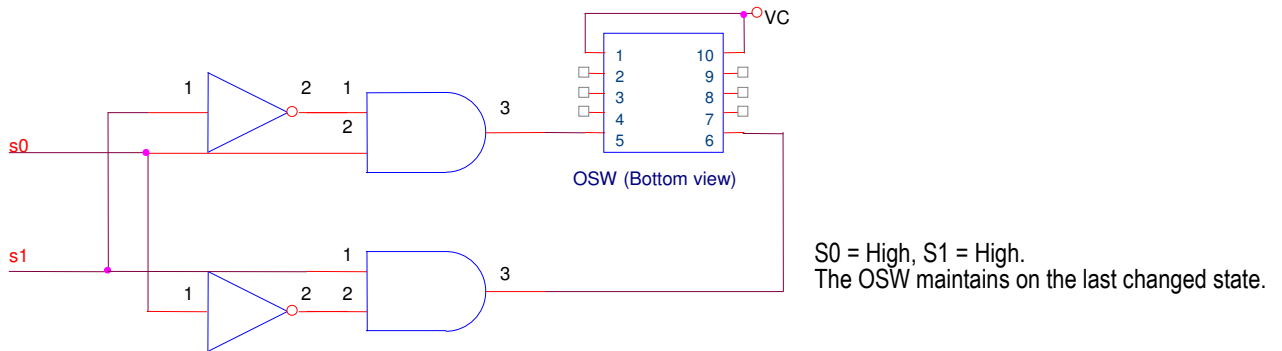 VC
1 10
2 9
3 8
4 7
5 6
OSW (Bottom view)
1 2 1
2
3
s0
s1
1
3
1 2 2
S0 = High, S1 = High.
The OSW maintains on the last changed state.